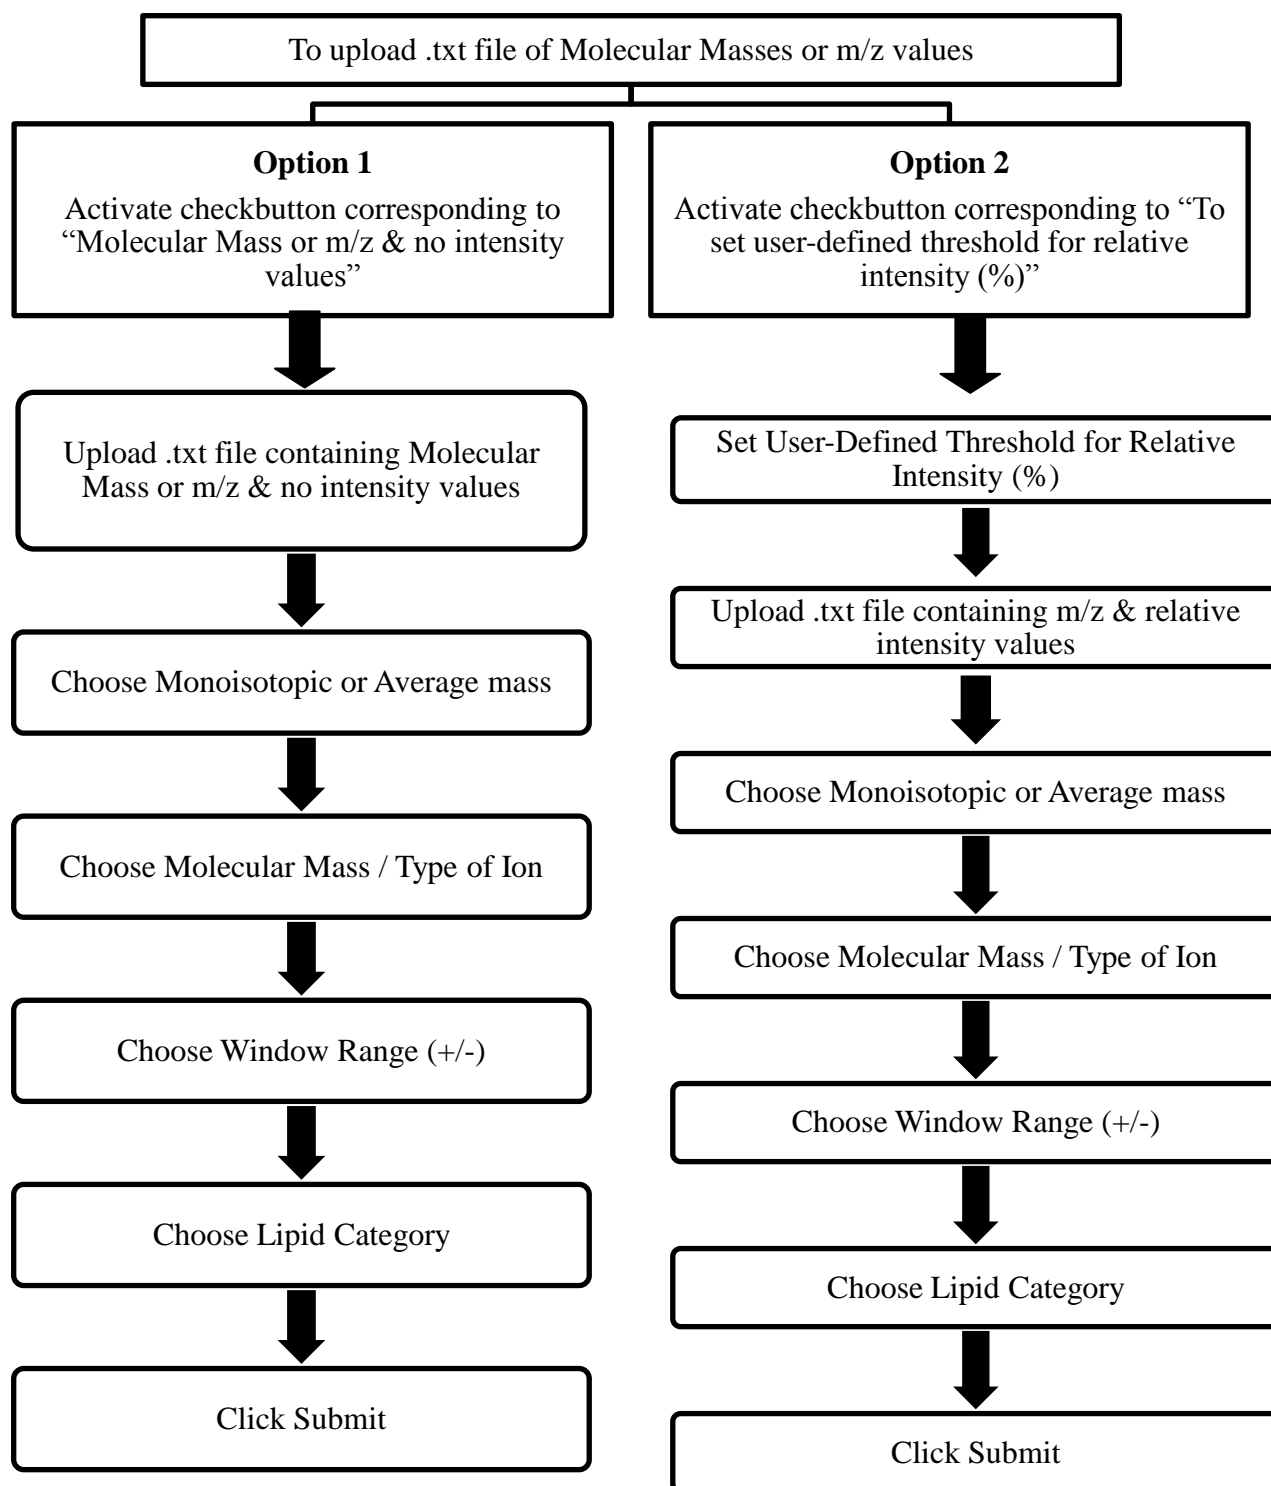 To upload .txt file of Molecular Masses or m/z values
Option 1
Activate checkbutton corresponding to
“Molecular Mass or m/z & no intensity
values”
Upload .txt file containing Molecular
Mass or m/z & no intensity values
Choose Monoisotopic or Average mass
Choose Molecular Mass / Type of Ion
Choose Window Range (+/-)
Choose Lipid Category
Click Submit
Option 2
Activate checkbutton corresponding to “To
set user-defined threshold for relative
intensity (%)”
Set User-Defined Threshold for Relative
Intensity (%)
Upload .txt file containing m/z & relative
intensity values
Choose Monoisotopic or Average mass
Choose Molecular Mass / Type of Ion
Choose Window Range (+/-)
Choose Lipid Category
Click Submit